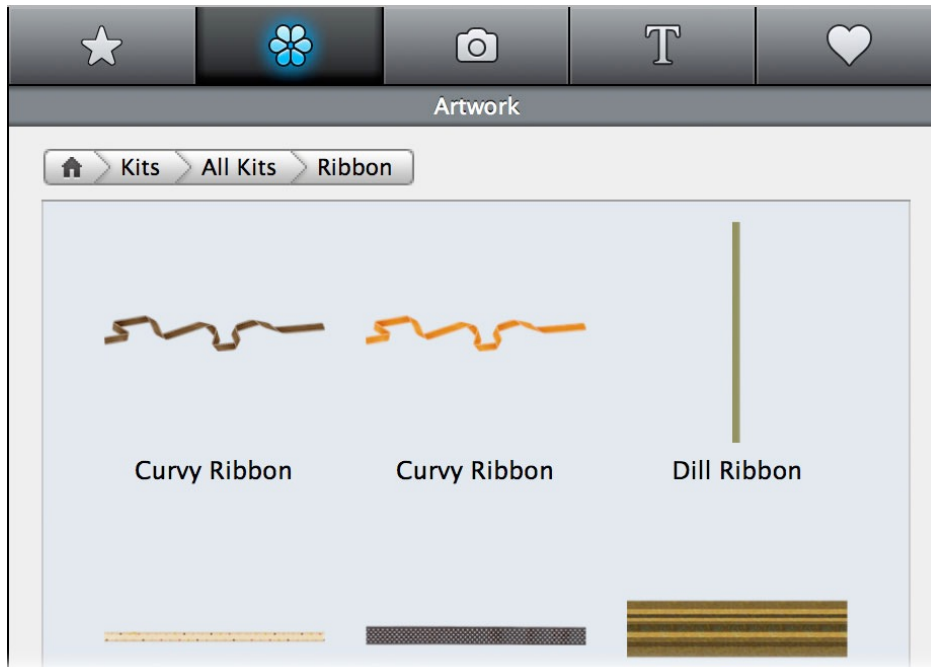 T
Artwork
Kits
All Kits
Ribbon
Curvy Ribbon
Curvy Ribbon
Dill Ribbon